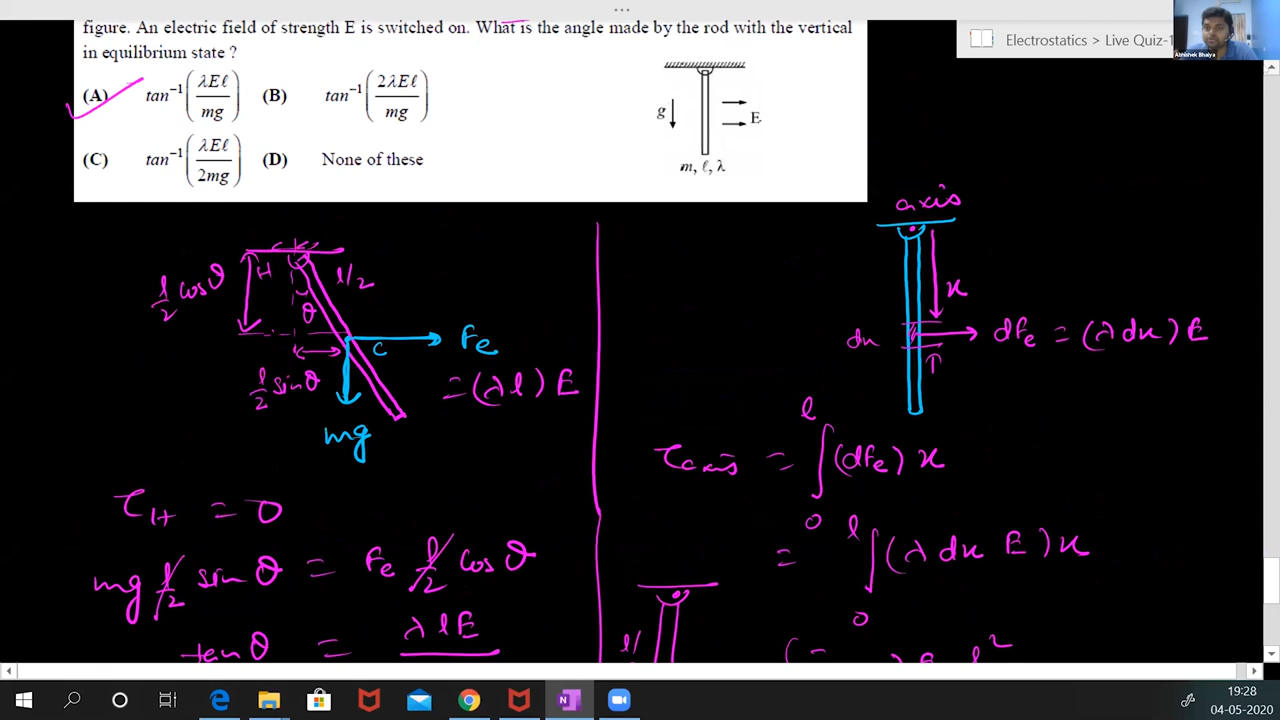 figure. An electric field of strength E is switched on. What is the angle made by the rod with the vertical
in equilibrium state ?
(A) tan⁻¹(λEℓ/mg) (B) tan⁻¹(2λEℓ/mg)
(C) tan⁻¹(λEℓ/2mg) (D) None of these
g E
m, ℓ, λ
Electrostatics > Live Quiz-1
Abhishek Bhaiya
H l/2
l/2 cosθ
θ
C Fe
l/2 sinθ
= (λl) E
mg
τH = 0
mg l/2 sinθ = Fe l/2 cosθ
tanθ = λlE
axis
x
dx dFe = (λdx) E
τaxis = ∫₀ˡ (dFe) x
= ∫₀ˡ (λ dx E) x
l/
19:28
04-05-2020